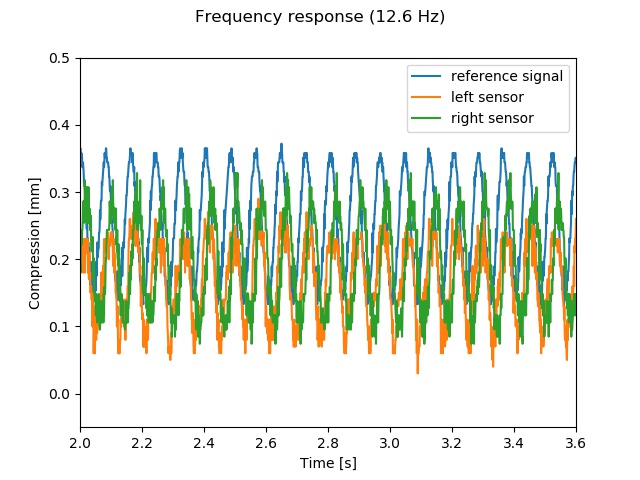 Frequency response (12.6 Hz)
0.5
0.4
0.3
0.2
0.1
0.0
Compression [mm]
reference signal
left sensor
right sensor
2.0 2.2 2.4 2.6 2.8 3.0 3.2 3.4 3.6
Time [s]